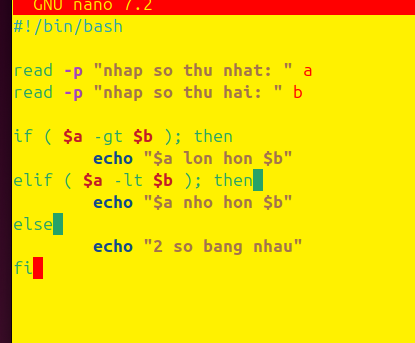 GNU nano 7.2
#!/bin/bash
read -p "nhap so thu nhat: " a
read -p "nhap so thu hai: " b
if ( $a -gt $b ); then
echo "$a lon hon $b"
elif ( $a -lt $b ); then
echo "$a nho hon $b"
else
echo "2 so bang nhau"
fi